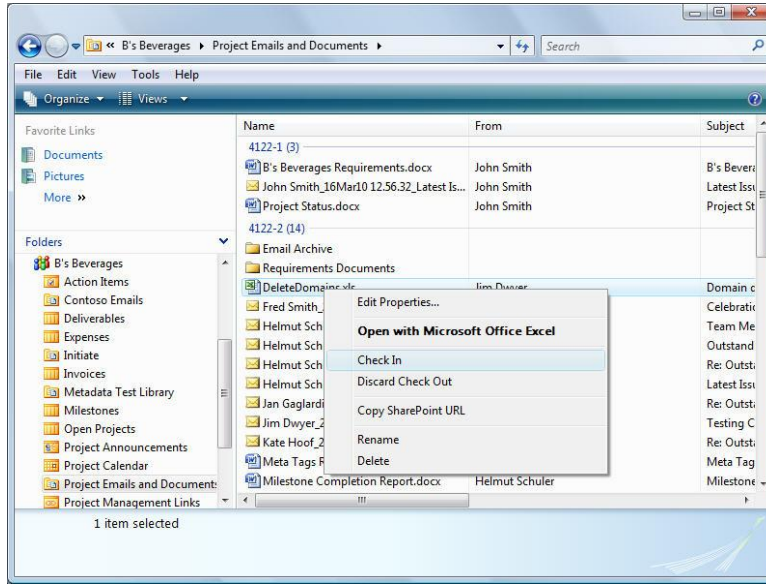 « B's Beverages ▸ Project Emails and Documents ▸
Search
File Edit View Tools Help
Organize Views
Favorite Links
Documents
Pictures
More »
Folders
B's Beverages
Action Items
Contoso Emails
Deliverables
Expenses
Initiate
Invoices
Metadata Test Library
Milestones
Open Projects
Project Announcements
Project Calendar
Project Emails and Document
Project Management Links
Name From Subject
4122-1 (3)
B's Beverages Requirements.docx John Smith B's Bevera
John Smith_16Mar10 12.56.32_Latest Is... John Smith Latest Issu
Project Status.docx John Smith Project St
4122-2 (14)
Email Archive
Requirements Documents
DeleteDomains.xls Jim Dwyer Domain c
Fred Smith_ Celebratic
Helmut Sch Team Me
Helmut Sch Outstand
Helmut Sch Re: Outsta
Helmut Sch Latest Issu
Jan Gaglardi Re: Outsta
Jim Dwyer_2 Testing C
Kate Hoof_2 Re: Outsta
Meta Tags R Meta Tag
Milestone Completion Report.docx Helmut Schuler Milestone
Edit Properties...
Open with Microsoft Office Excel
Check In
Discard Check Out
Copy SharePoint URL
Rename
Delete
1 item selected